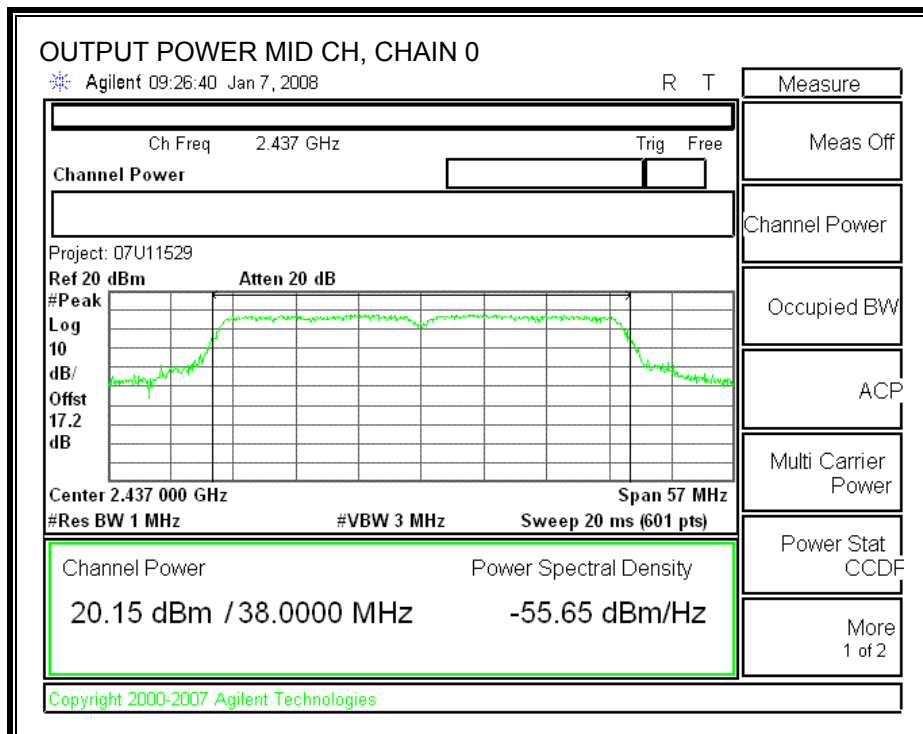 OUTPUT POWER MID CH, CHAIN 0
Agilent 09:26:40 Jan 7, 2008 R T
Measure
Ch Freq 2.437 GHz Trig Free
Meas Off
Channel Power
Channel Power
Project: 07U11529
Ref 20 dBm Atten 20 dB
#Peak
Log
10
dB/
Offst
17.2
dB
Occupied BW
ACP
Multi Carrier
Power
Center 2.437 000 GHz Span 57 MHz
#Res BW 1 MHz #VBW 3 MHz Sweep 20 ms (601 pts)
Power Stat
CCDF
Channel Power Power Spectral Density
20.15 dBm / 38.0000 MHz -55.65 dBm/Hz
More
1 of 2
Copyright 2000-2007 Agilent Technologies